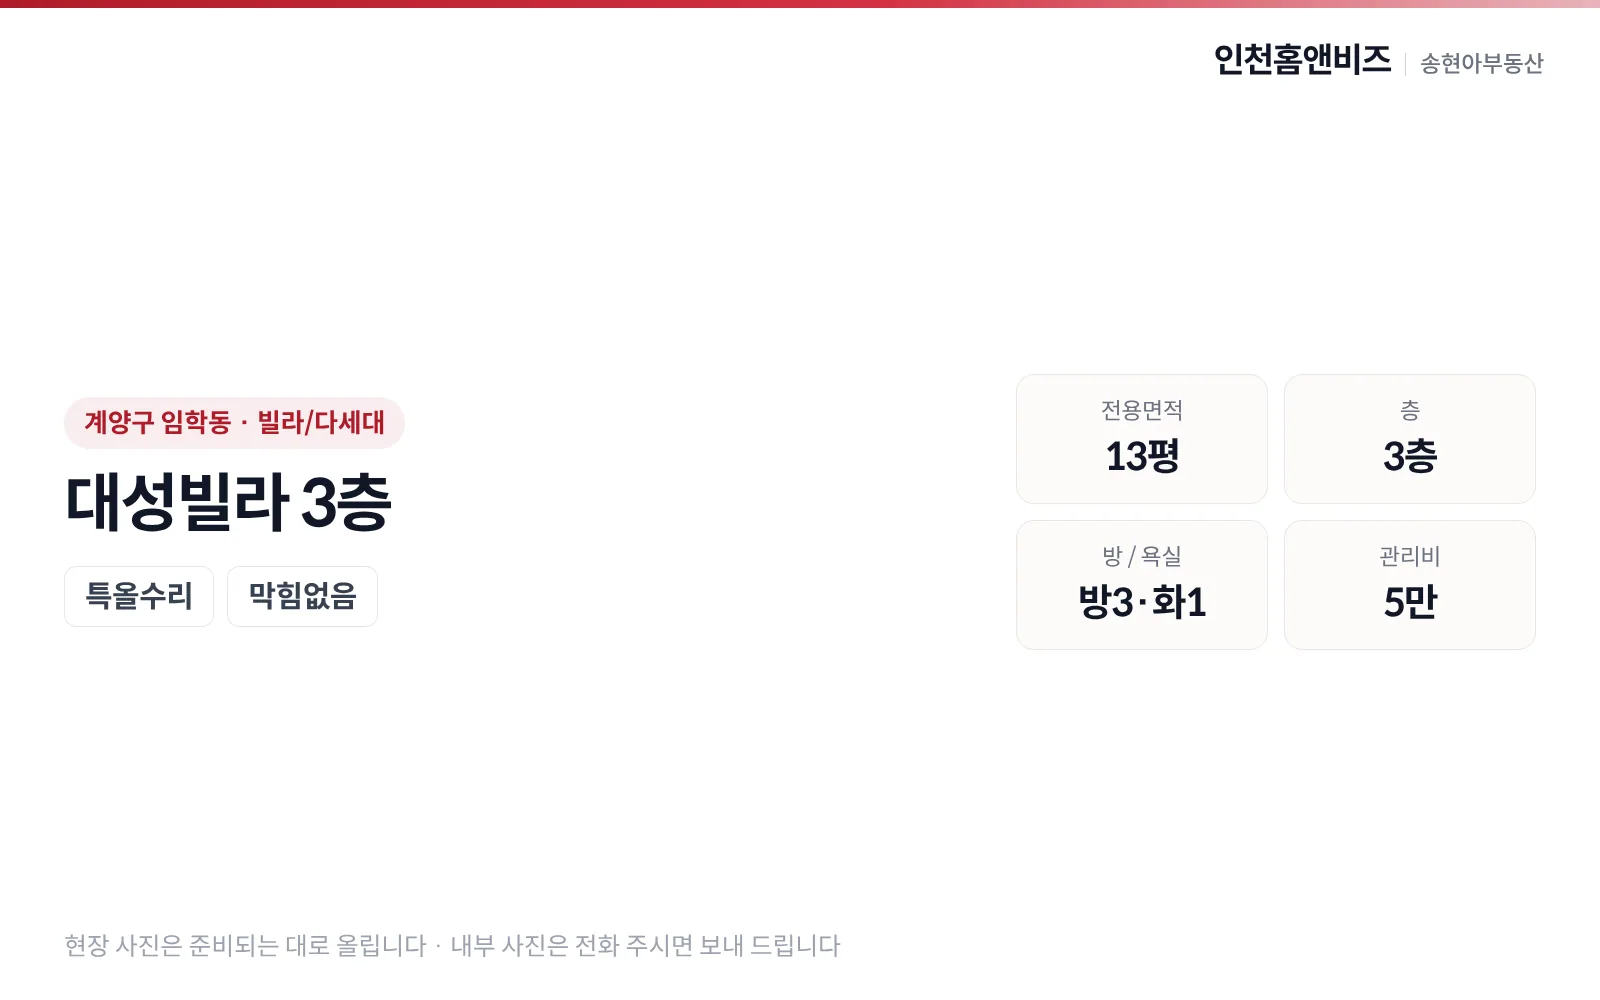 인천홈앤비즈 송현아부동산
계양구 임학동 · 빌라/다세대
대성빌라 3층
특올수리 막힘없음
전용면적
13평
층
3층
방 / 욕실
방3·화1
관리비
5만
현장 사진은 준비되는 대로 올립니다 · 내부 사진은 전화 주시면 보내 드립니다